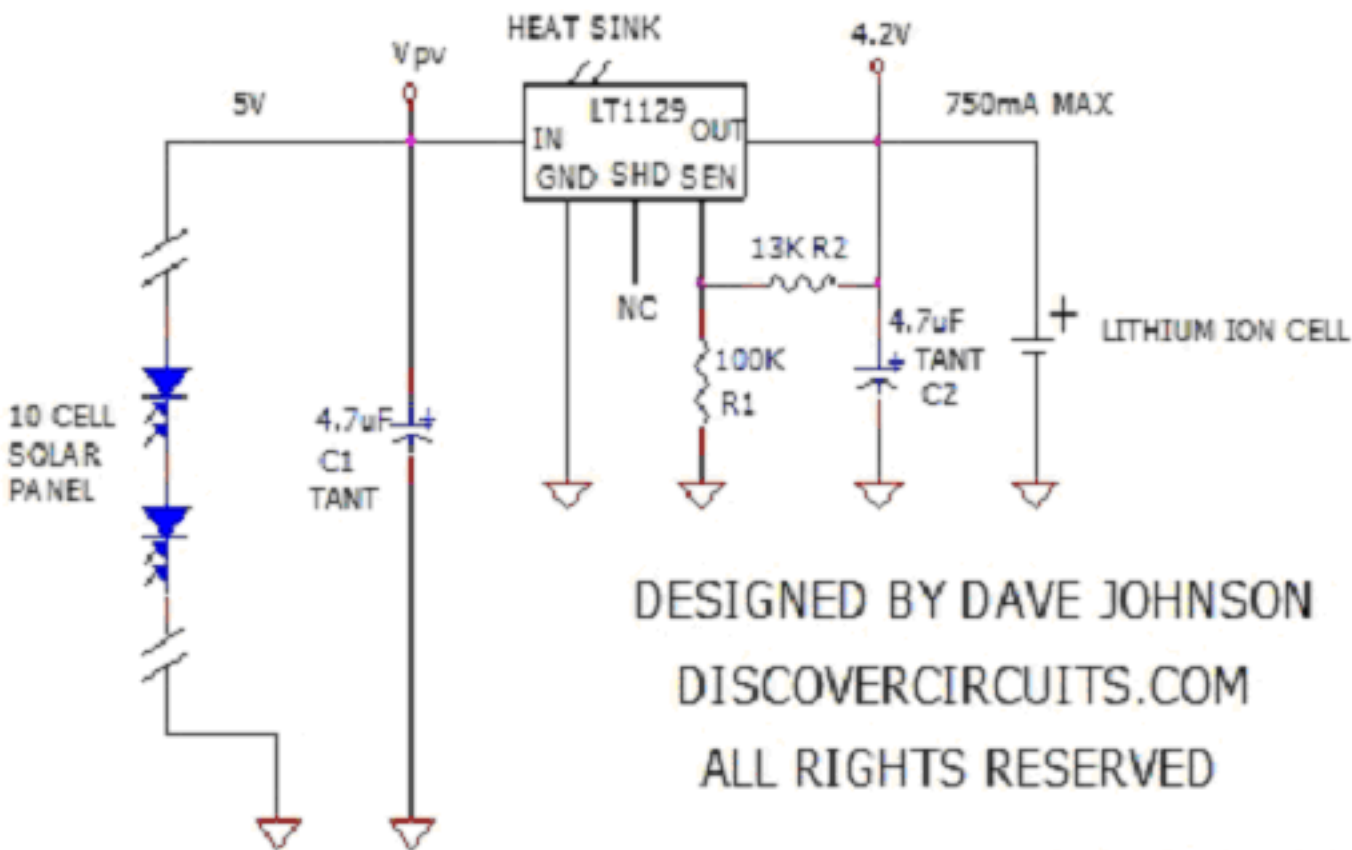 HEAT SINK
Vpv
4.2V
5V
LT1129
750mA MAX
IN
OUT
GND SHD SEN
13K R2
NC
4.7uF
TANT
C2
LITHIUM ION CELL
+
100K
R1
10 CELL
SOLAR
PANEL
4.7uF
C1
TANT
DESIGNED BY DAVE JOHNSON
DISCOVERCIRCUITS.COM
ALL RIGHTS RESERVED